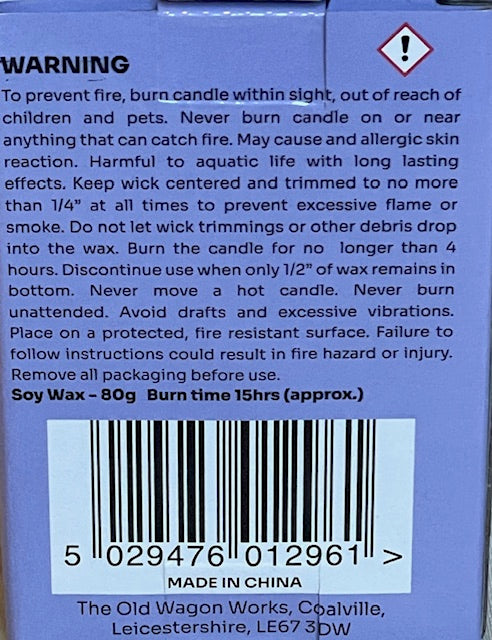 WARNING
To prevent fire, burn candle within sight, out of reach of
children and pets. Never burn candle on or near
anything that can catch fire. May cause and allergic skin
reaction. Harmful to aquatic life with long lasting
effects. Keep wick centered and trimmed to no more
than 1/4" at all times to prevent excessive flame or
smoke. Do not let wick trimmings or other debris drop
into the wax. Burn the candle for no longer than 4
hours. Discontinue use when only 1/2" of wax remains in
bottom. Never move a hot candle. Never burn
unattended. Avoid drafts and excessive vibrations.
Place on a protected, fire resistant surface. Failure to
follow instructions could result in fire hazard or injury.
Remove all packaging before use.
Soy Wax – 80g Burn time 15hrs (approx.)
5 029476 012961 >
MADE IN CHINA
The Old Wagon Works, Coalville,
Leicestershire, LE67 3DW